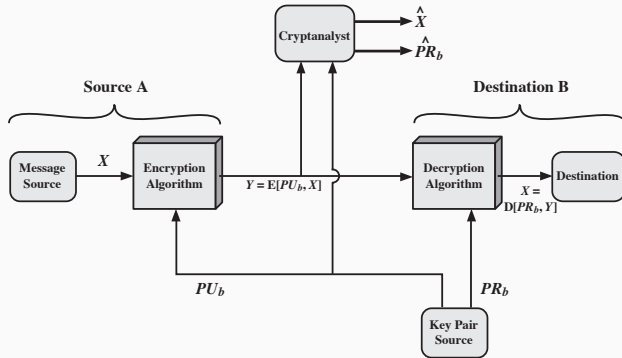 X̂
Cryptanalyst
P̂R_b
Source A
Destination B
Message
Source
X
Encryption
Algorithm
Y = E[PU_b, X]
Decryption
Algorithm
X =
D[PR_b, Y]
Destination
PU_b
PR_b
Key Pair
Source